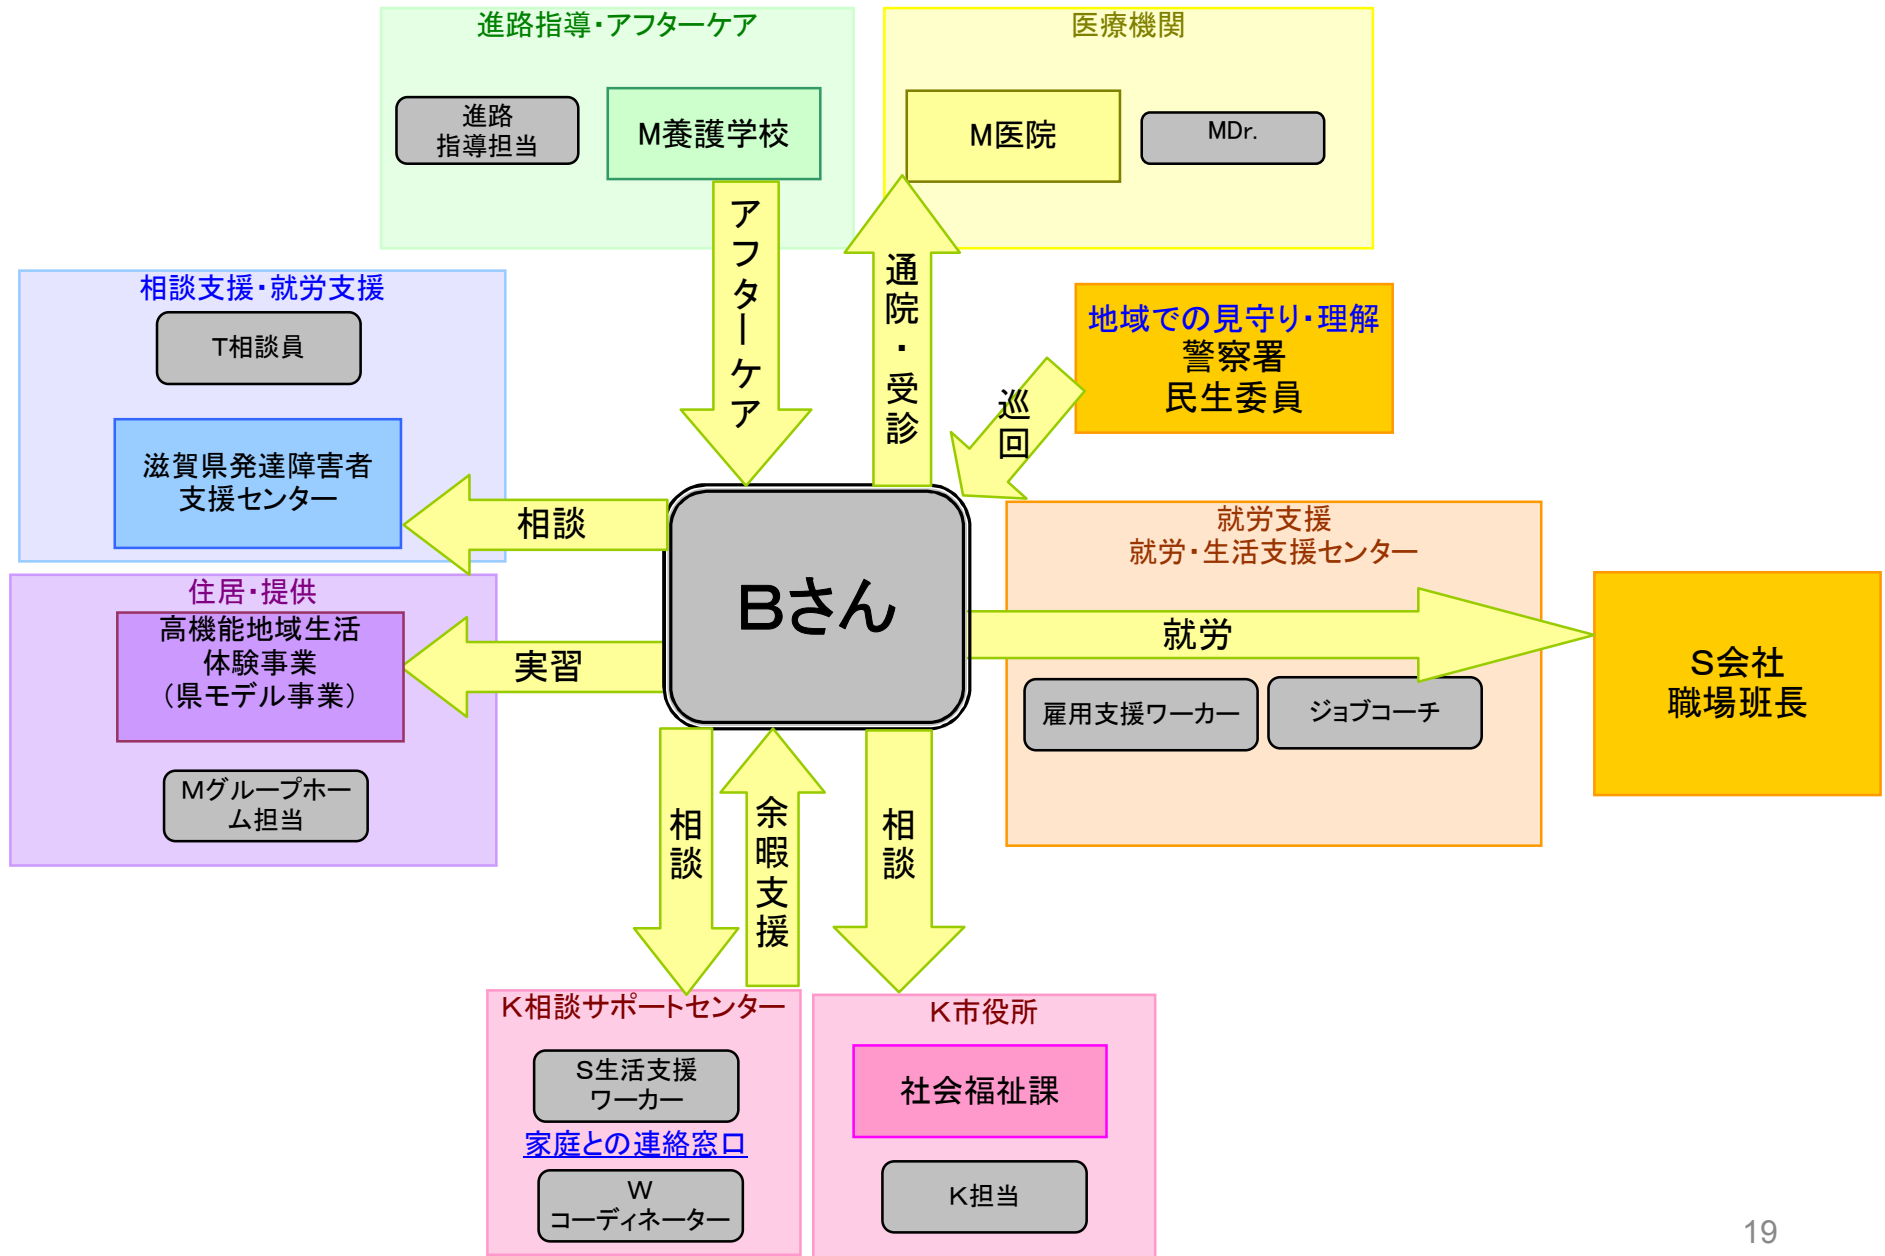 進路指導・アフターケア
進路
指導担当
M養護学校
医療機関
M医院
MDr.
アフターケア
通院・受診
相談支援・就労支援
T相談員
滋賀県発達障害者
支援センター
地域での見守り・理解
警察署
民生委員
巡回
相談
Bさん
就労支援
就労・生活支援センター
就労
雇用支援ワーカー
ジョブコーチ
S会社
職場班長
住居・提供
高機能地域生活
体験事業
（県モデル事業）
実習
Mグループホー
ム担当
相談
余暇支援
相談
K相談サポートセンター
S生活支援
ワーカー
家庭との連絡窓口
W
コーディネーター
K市役所
社会福祉課
K担当
19